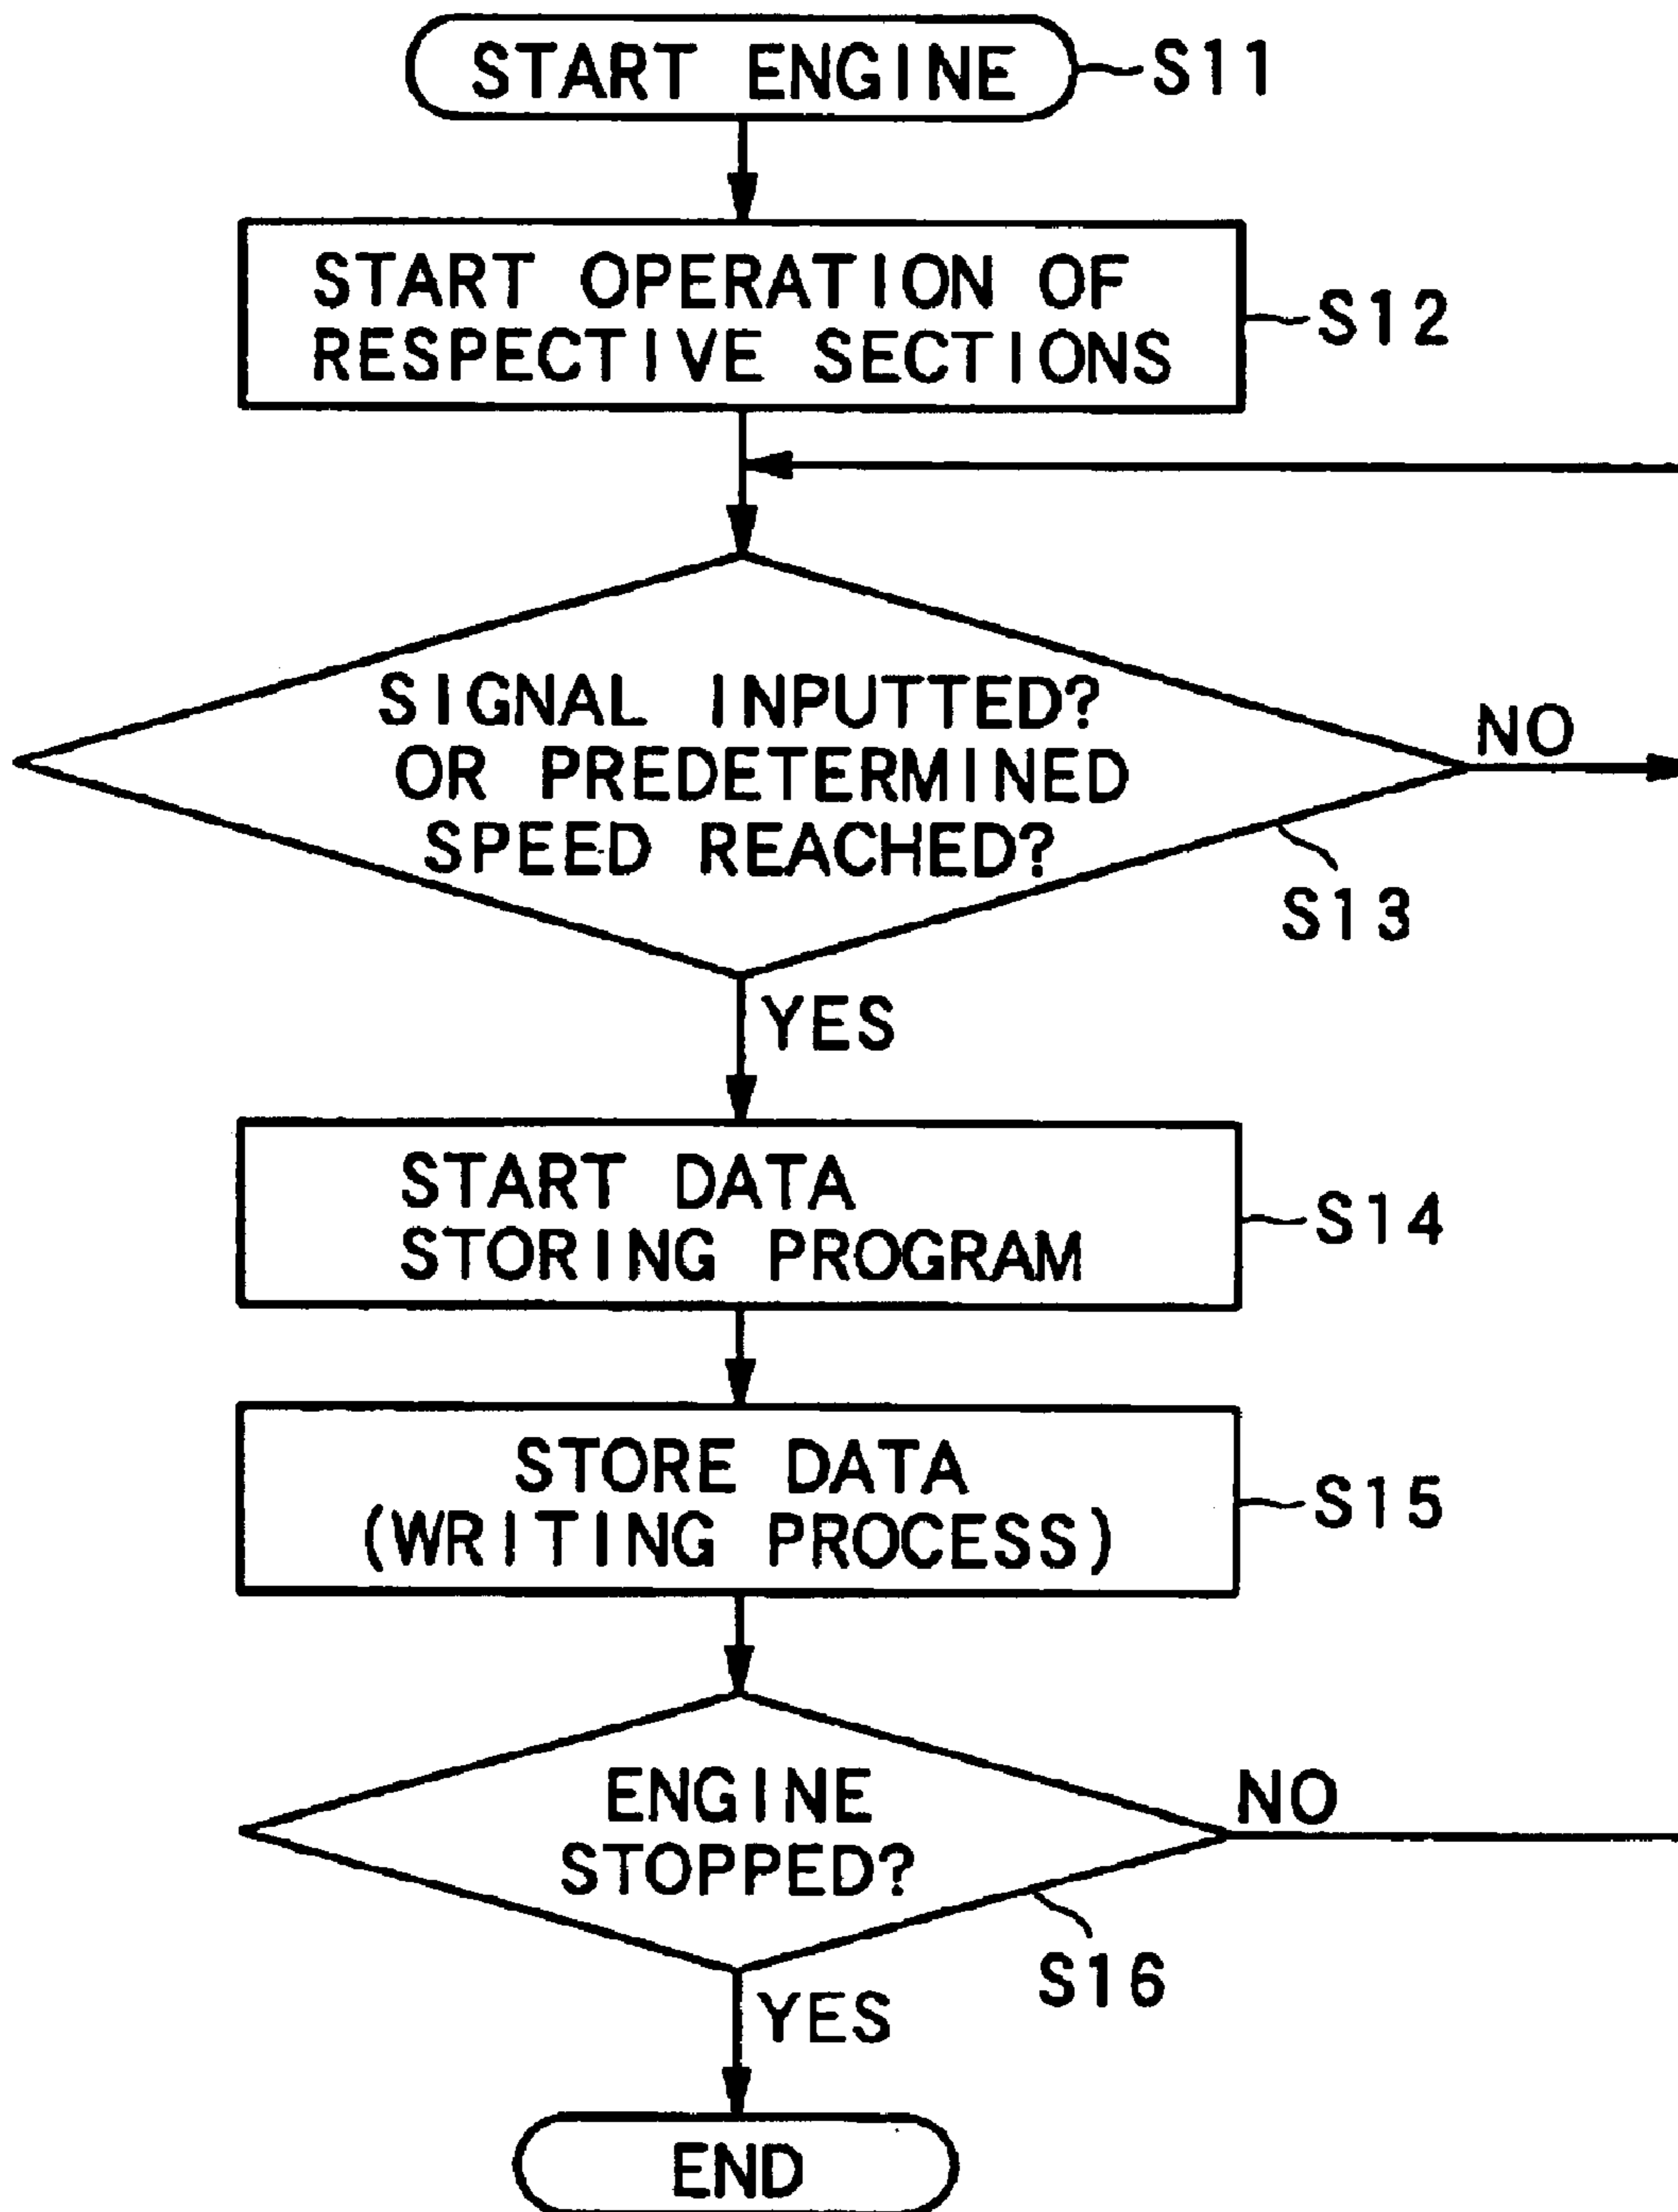 START ENGINE S11
START OPERATION OF
RESPECTIVE SECTIONS
S12
SIGNAL INPUTTED?
OR PREDETERMINED
SPEED REACHED?
NO
S13
YES
START DATA
STORING PROGRAM
S14
STORE DATA
(WRITING PROCESS)
S15
ENGINE
STOPPED?
NO
S16
YES
END